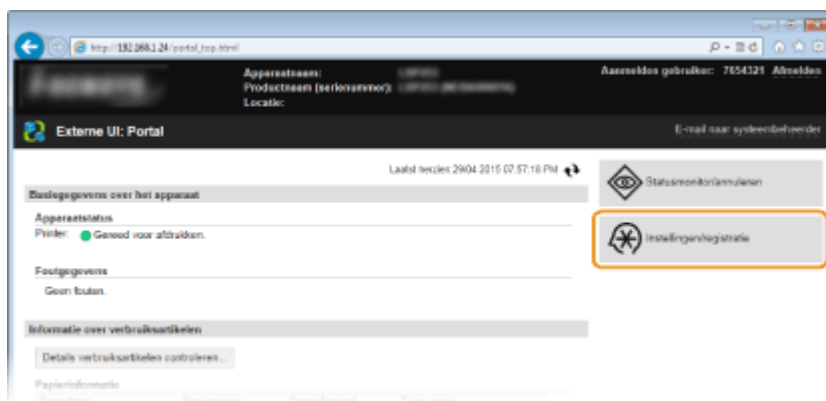 http://192.168.1.24/portal_top.html
Apparaatnaam:
Productnaam (serienummer):
Locatie:
Aanmelden gebruiker: 7654321 Afmelden
Externe UI: Portal
E-mail naar systeembeheerder
Laatst herzien 29/04 2015 07:57:18 PM
Basisgegevens over het apparaat
Apparaatstatus
Printer: Gereed voor afdrukken.
Foutgegevens
Geen fouten.
Informatie over verbruiksartikelen
Details verbruiksartikelen controleren...
Papierinformatie
Statusmonitor/annuleren
Instellingen/registratie